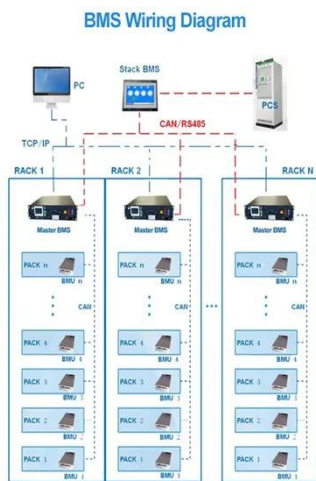 BMS Wiring Diagram
PC
Stack BMS
PCS
CAN/RS485
TCP/IP
RACK 1
RACK 2
RACK N
Master BMS
Master BMS
Master BMS
PACK n
BMU n
PACK n
BMU n
PACK n
BMU n
CAN
CAN
CAN
PACK 4
BMU 4
PACK 4
BMU 4
PACK 4
BMU 4
PACK 3
BMU 3
PACK 3
BMU 3
PACK 3
BMU 3
PACK 2
BMU 2
PACK 2
BMU 2
PACK 2
BMU 2
PACK 1
BMU 1
PACK 1
BMU 1
PACK 1
BMU 1